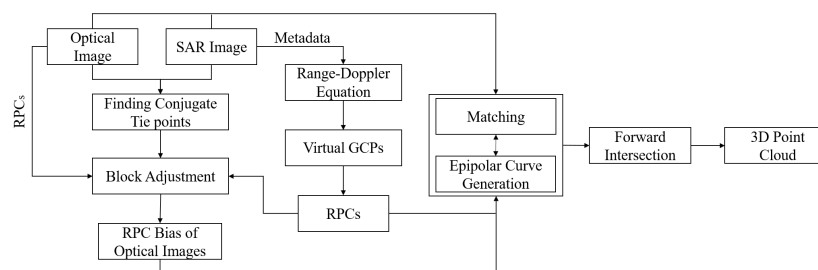 Optical
Image
SAR Image
Metadata
RPCs
Range-Doppler
Equation
Finding Conjugate
Tie points
Matching
Virtual GCPs
Forward
Intersection
3D Point
Cloud
Block Adjustment
Epipolar Curve
Generation
RPCs
RPC Bias of
Optical Images